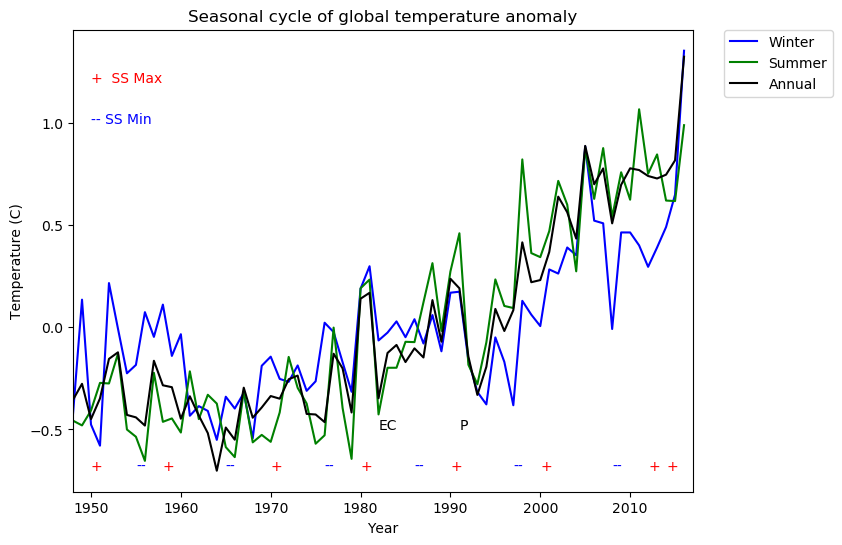 Seasonal cycle of global temperature anomaly
Winter
Summer
Annual
+ SS Max
-- SS Min
1.0
0.5
0.0
−0.5
Temperature (C)
EC
P
+ -- + -- + -- + -- + -- + -- + +
1950 1960 1970 1980 1990 2000 2010
Year